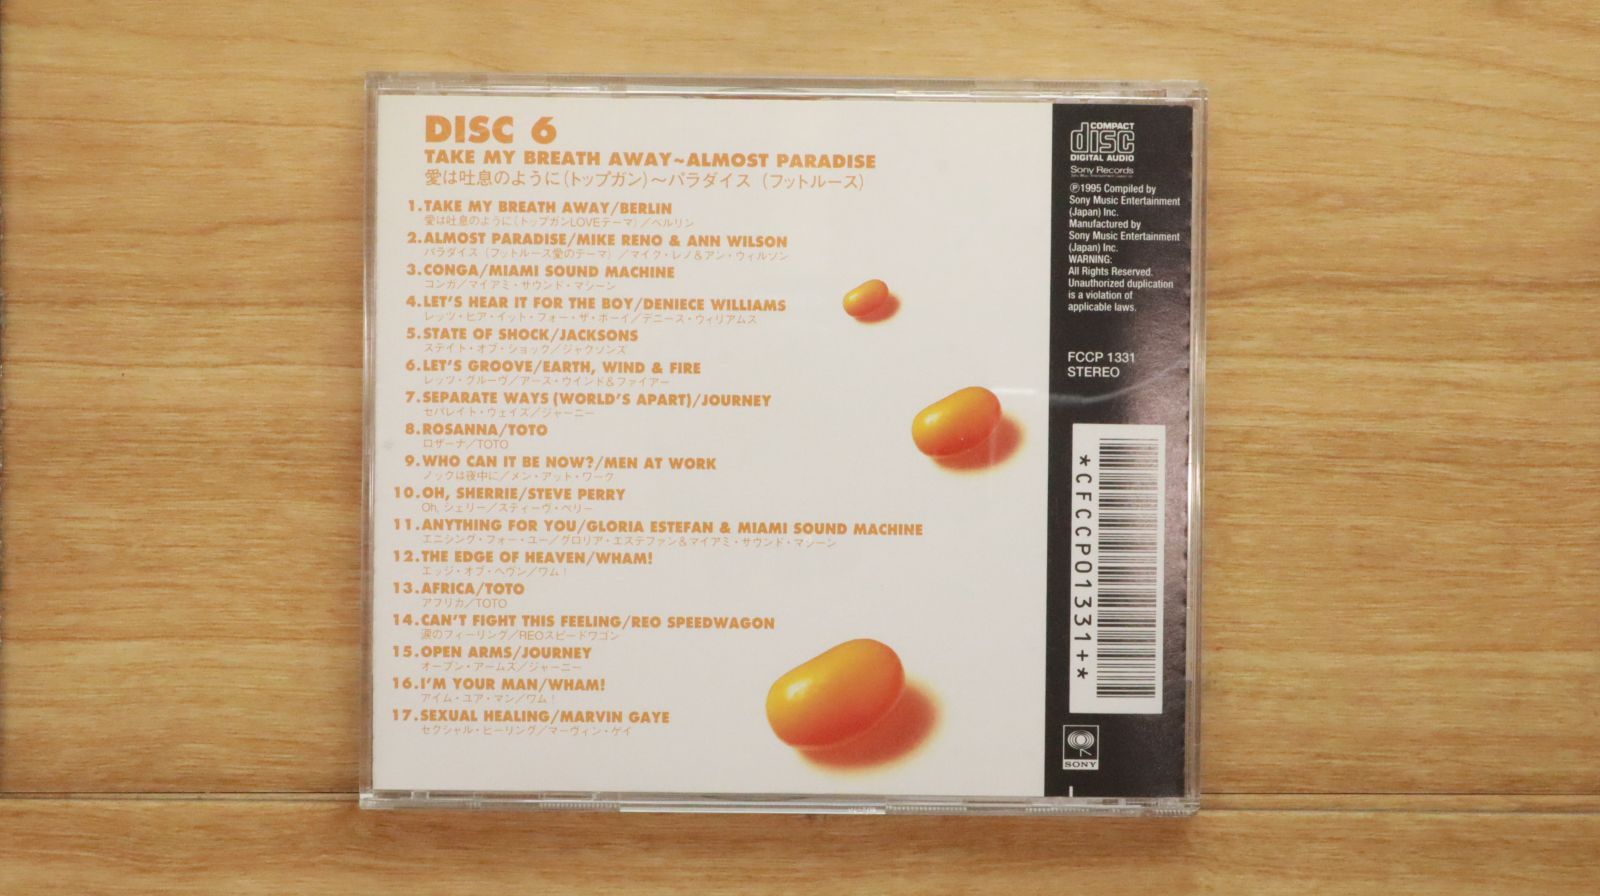 DISC 6
TAKE MY BREATH AWAY~ALMOST PARADISE
愛は吐息のように(トップガン)〜パラダイス (フットルース)
1.TAKE MY BREATH AWAY/BERLIN
愛は吐息のように(トップガンLOVEテーマ)/ベルリン
2.ALMOST PARADISE/MIKE RENO & ANN WILSON
パラダイス (フットルース愛のテーマ) /マイク・レノ&アン・ウィルソン
3.CONGA/MIAMI SOUND MACHINE
コンガ/マイアミ・サウンド・マシーン
4.LET'S HEAR IT FOR THE BOY/DENIECE WILLIAMS
レッツ・ヒア・イット・フォー・ザ・ボーイ/デニース・ウィリアムス
5.STATE OF SHOCK/JACKSONS
ステイト・オブ・ショック/ジャクソンズ
6.LET'S GROOVE/EARTH, WIND & FIRE
レッツ・グルーヴ/アース・ウインド&ファイアー
7.SEPARATE WAYS (WORLD'S APART)/JOURNEY
セパレイト・ウェイズ/ジャーニー
8.ROSANNA/TOTO
ロザーナ/TOTO
9.WHO CAN IT BE NOW?/MEN AT WORK
ノックは夜中に/メン・アット・ワーク
10.OH, SHERRIE/STEVE PERRY
Oh, シェリー/スティーヴ・ペリー
11.ANYTHING FOR YOU/GLORIA ESTEFAN & MIAMI SOUND MACHINE
エニシング・フォー・ユー/グロリア・エステファン&マイアミ・サウンド・マシーン
12.THE EDGE OF HEAVEN/WHAM!
エッジ・オブ・ヘヴン/ワム!
13.AFRICA/TOTO
アフリカ/TOTO
14.CAN'T FIGHT THIS FEELING/REO SPEEDWAGON
涙のフィーリング/REOスピードワゴン
15.OPEN ARMS/JOURNEY
オープン・アームズ/ジャーニー
16.I'M YOUR MAN/WHAM!
アイム・ユア・マン/ワム!
17.SEXUAL HEALING/MARVIN GAYE
セクシャル・ヒーリング/マーヴィン・ゲイ
COMPACT
disc
DIGITAL AUDIO
Sony Records
℗1995 Compiled by
Sony Music Entertainment
(Japan) Inc.
Manufactured by
Sony Music Entertainment
(Japan) Inc.
WARNING:
All Rights Reserved.
Unauthorized duplication
is a violation of
applicable laws.
FCCP 1331
STEREO
*CFCCP01331+*
SONY